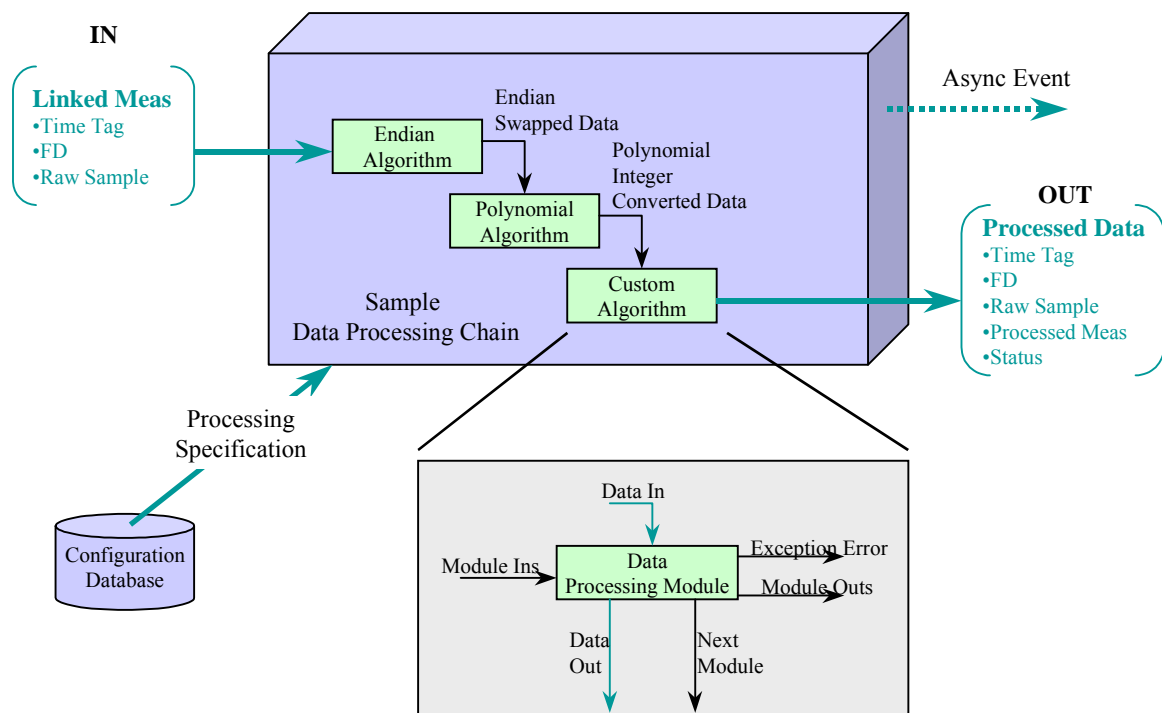 IN
Linked Meas
•Time Tag
•FD
•Raw Sample
Endian
Swapped Data
Endian
Algorithm
Polynomial
Integer
Converted Data
Polynomial
Algorithm
Custom
Algorithm
Sample
Data Processing Chain
Async Event
OUT
Processed Data
•Time Tag
•FD
•Raw Sample
•Processed Meas
•Status
Processing
Specification
Configuration
Database
Data In
Module Ins
Data
Processing Module
Exception Error
Module Outs
Data
Out
Next
Module